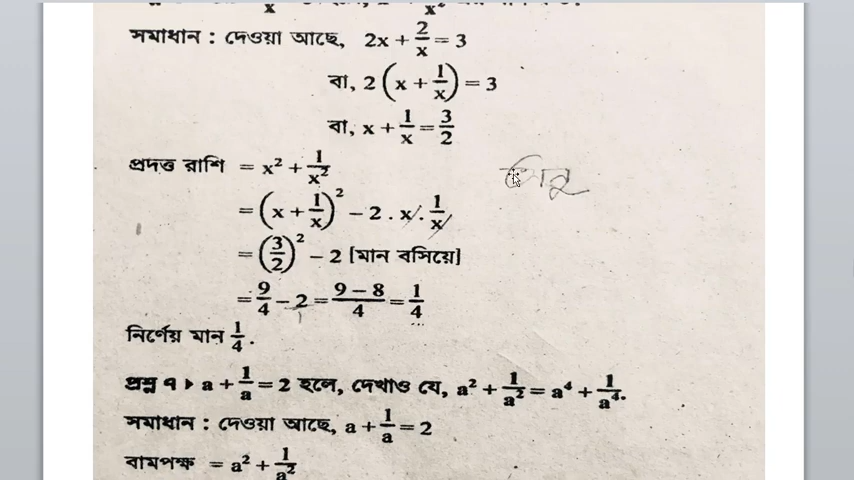 সমাধান : দেওয়া আছে, 2x + 2/x = 3
বা, 2 (x + 1/x) = 3
বা, x + 1/x = 3/2
প্রদত্ত রাশি = x² + 1/x²
= (x + 1/x)² − 2 . x . 1/x
= (3/2)² − 2 [মান বসিয়ে]
= 9/4 − 2 = (9 − 8)/4 = 1/4
নির্ণেয় মান 1/4.
প্রশ্ন ৭ ▸ a + 1/a = 2 হলে, দেখাও যে, a² + 1/a² = a⁴ + 1/a⁴.
সমাধান : দেওয়া আছে, a + 1/a = 2
বামপক্ষ = a² + 1/a²